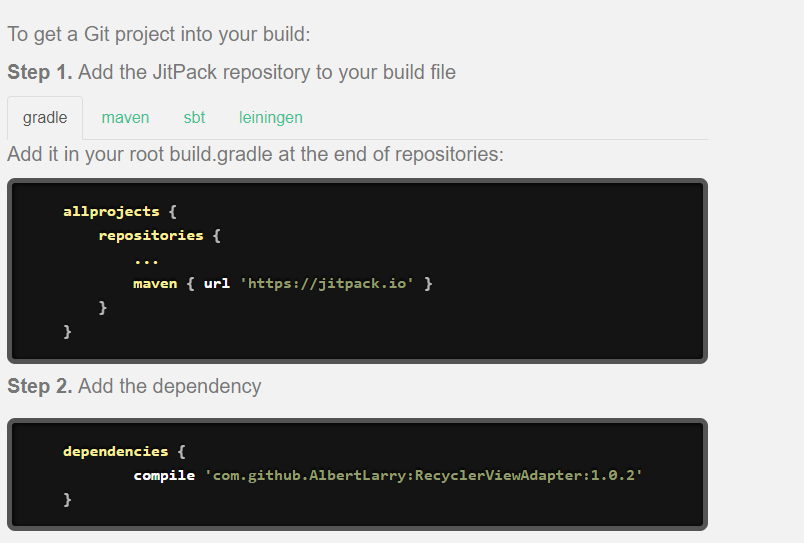 To get a Git project into your build:
Step 1. Add the JitPack repository to your build file
gradle maven sbt leiningen
Add it in your root build.gradle at the end of repositories:
allprojects {
repositories {
...
maven { url 'https://jitpack.io' }
}
}
Step 2. Add the dependency
dependencies {
compile 'com.github.AlbertLarry:RecyclerViewAdapter:1.0.2'
}